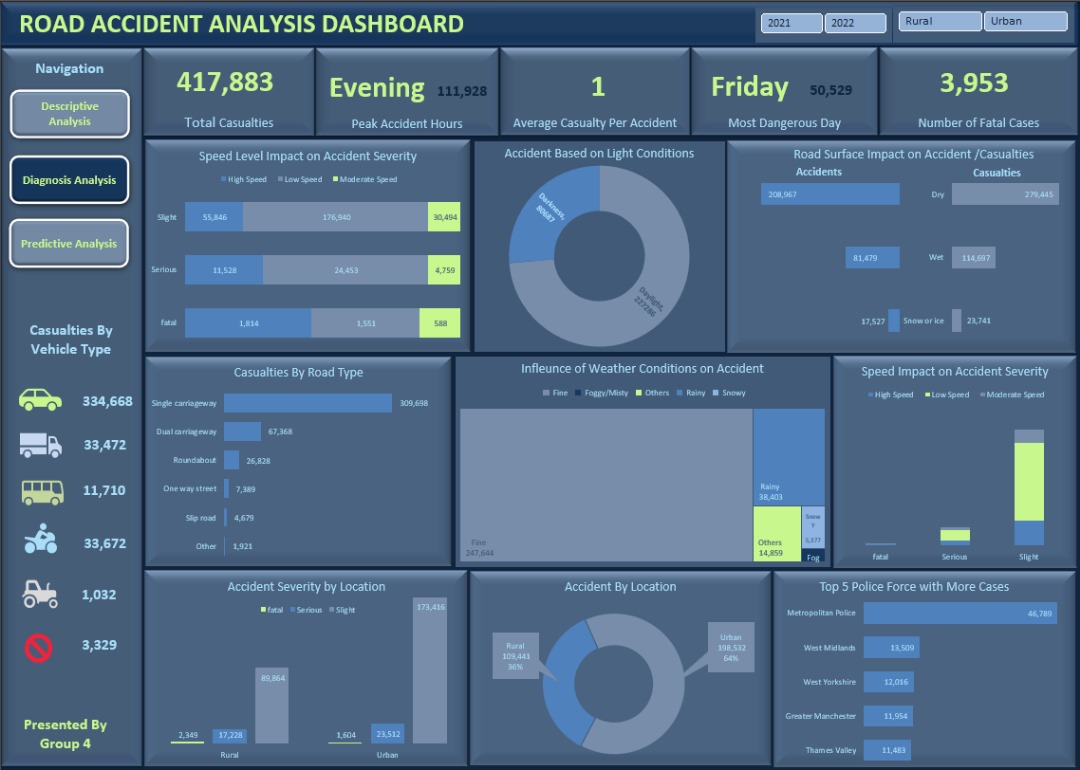 ROAD ACCIDENT ANALYSIS DASHBOARD
2021
2022
Rural
Urban
Navigation
Descriptive
Analysis
Diagnosis Analysis
Predictive Analysis
Casualties By
Vehicle Type
334,668
33,472
11,710
33,672
1,032
3,329
Presented By
Group 4
417,883
Total Casualties
Evening 111,928
Peak Accident Hours
1
Average Casualty Per Accident
Friday 50,529
Most Dangerous Day
3,953
Number of Fatal Cases
Speed Level Impact on Accident Severity
High Speed Low Speed Moderate Speed
Slight 55,846 176,940 30,494
Serious 11,528 24,453 4,759
fatal 1,814 1,551 588
Accident Based on Light Conditions
Darkness,
80687
Daylight,
227286
Road Surface Impact on Accident /Casualties
Accidents Casualties
208,967 Dry 279,445
81,479 Wet 114,697
17,527 Snow or ice 23,741
Casualties By Road Type
Single carriageway 309,698
Dual carriageway 67,368
Roundabout 26,828
One way street 7,389
Slip road 4,679
Other 1,921
Infleunce of Weather Conditions on Accident
Fine Foggy/Misty Others Rainy Snowy
Fine
247,644
Rainy
38,403
Others
14,859
Snow
y
Fog
Speed Impact on Accident Severity
High Speed Low Speed Moderate Speed
fatal Serious Slight
Accident Severity by Location
fatal Serious Slight
2,349 17,228 89,864
1,604 23,512 173,416
Rural Urban
Accident By Location
Rural
109,441
36%
Urban
198,532
64%
Top 5 Police Force with More Cases
Metropolitan Police 46,789
West Midlands 13,509
West Yorkshire 12,016
Greater Manchester 11,954
Thames Valley 11,483